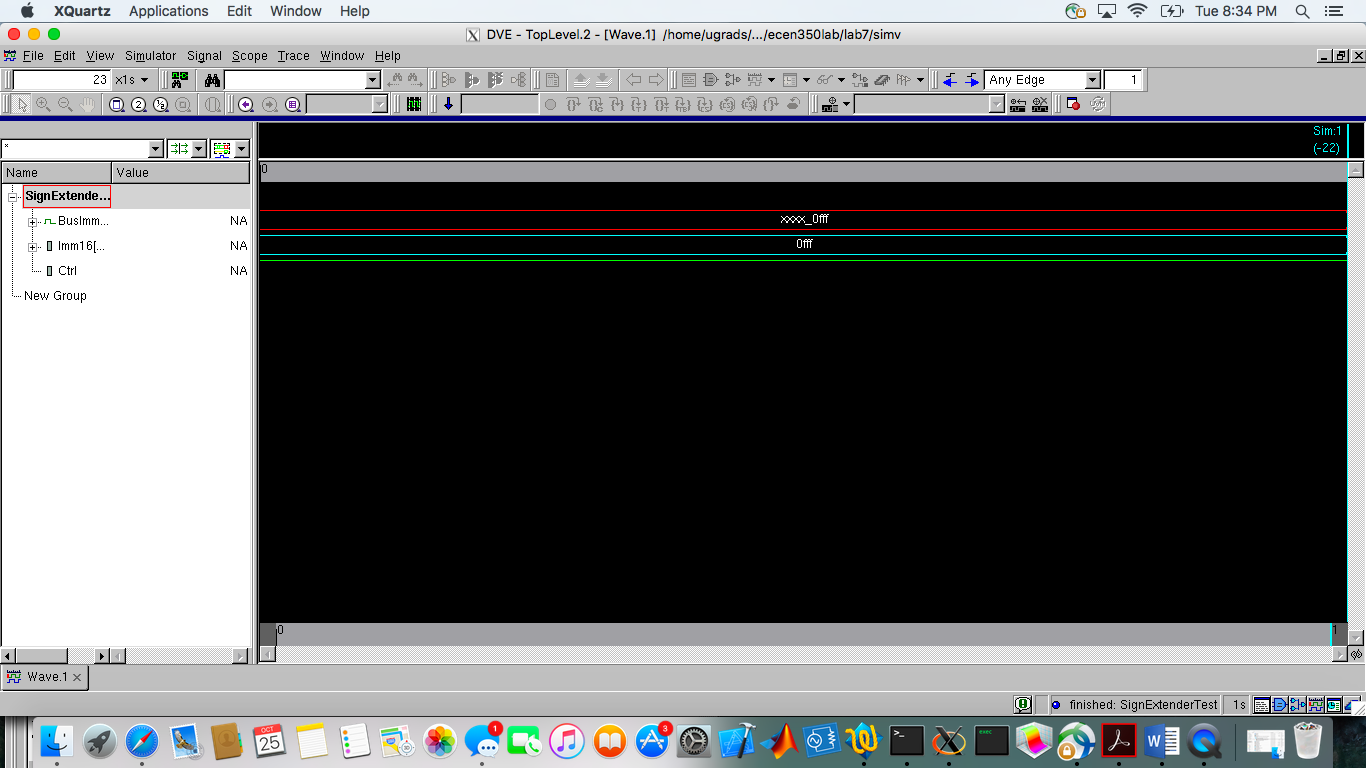 XQuartz Applications Edit Window Help Tue 8:34 PM
X DVE - TopLevel.2 - [Wave.1] /home/ugrads/.../ecen350lab/lab7/simv
File Edit View Simulator Signal Scope Trace Window Help
23 x1s Any Edge 1
Sim:1
(-22)
*
Name Value
0
SignExtende...
BusImm... NA
xxxx_0fff
Imm16[... NA
0fff
Ctrl NA
New Group
0 1
Wave.1
finished: SignExtenderTest 1s
OCT
25
1
3
exec